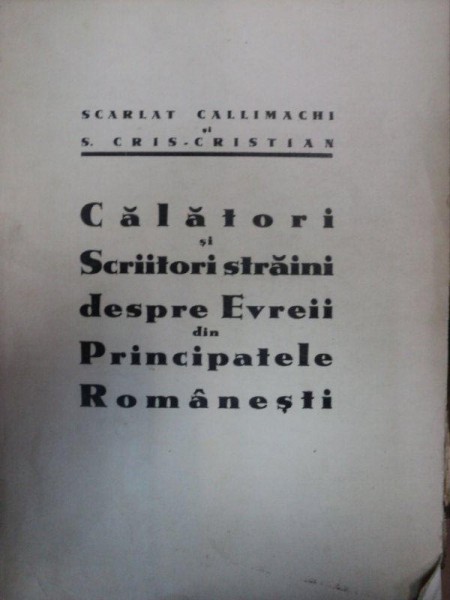 SCARLAT CALLIMACHI
și
S. CRIS-CRISTIAN
Călători
și
Scriitori străini
despre Evreii
din
Principatele
Românești